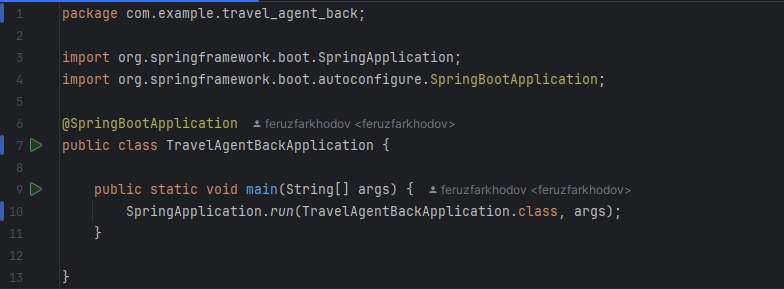 1 package com.example.travel_agent_back;
2
3 import org.springframework.boot.SpringApplication;
4 import org.springframework.boot.autoconfigure.SpringBootApplication;
5
6 @SpringBootApplication feruzfarkhodov <feruzfarkhodov>
7 public class TravelAgentBackApplication {
8
9 public static void main(String[] args) { feruzfarkhodov <feruzfarkhodov>
10 SpringApplication.run(TravelAgentBackApplication.class, args);
11 }
12
13 }